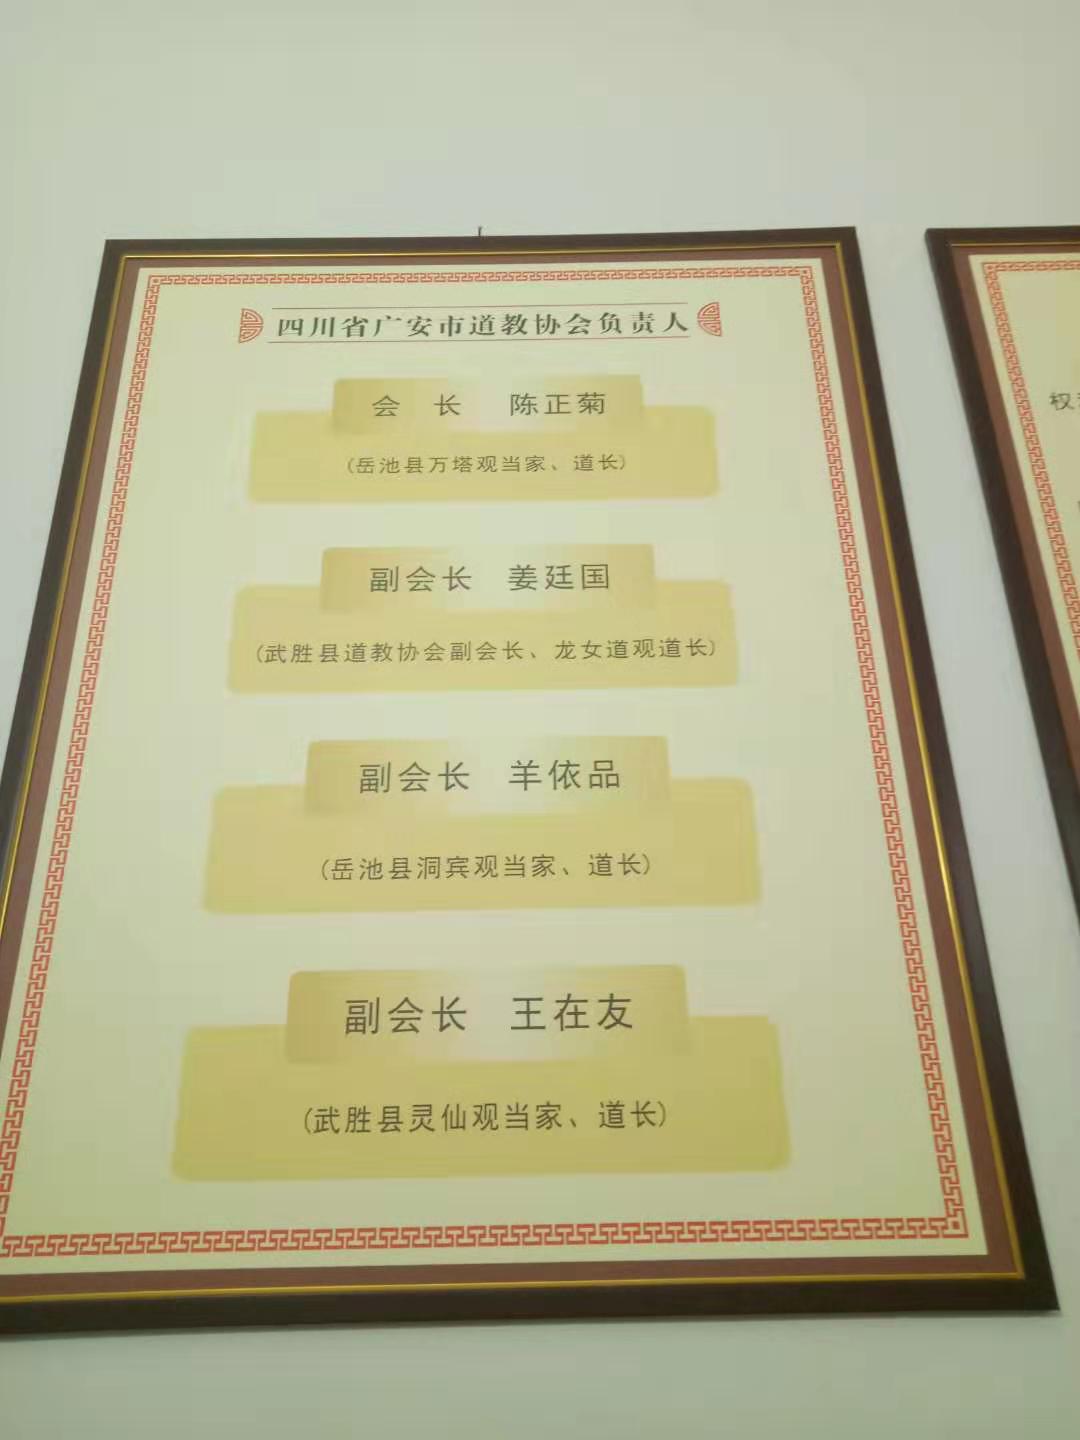 四川省广安市道教协会负责人
会 长 陈正菊
(岳池县万塔观当家、道长)
副会长 姜廷国
(武胜县道教协会副会长、龙女道观道长)
副会长 羊依品
(岳池县洞宾观当家、道长)
副会长 王在友
(武胜县灵仙观当家、道长)
权